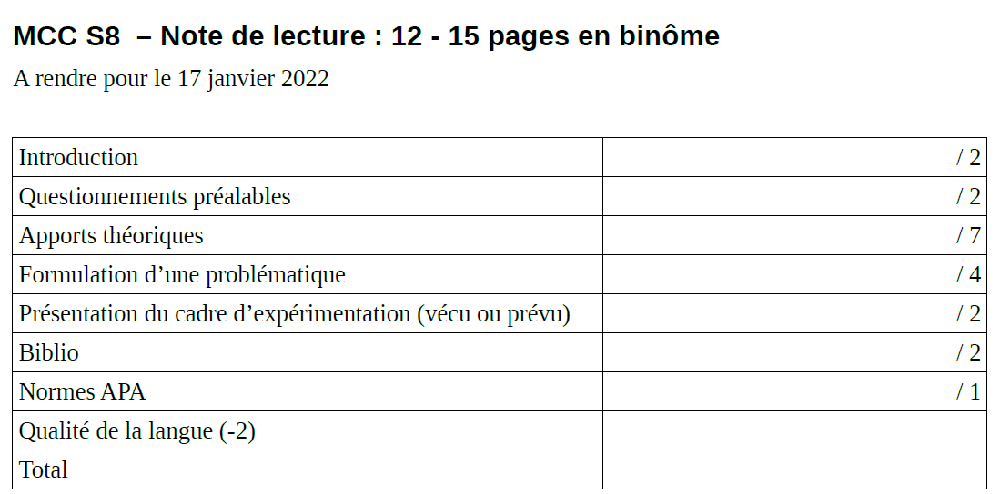 MCC S8 – Note de lecture : 12 - 15 pages en binôme
A rendre pour le 17 janvier 2022
Introduction / 2
Questionnements préalables / 2
Apports théoriques / 7
Formulation d’une problématique / 4
Présentation du cadre d’expérimentation (vécu ou prévu) / 2
Biblio / 2
Normes APA / 1
Qualité de la langue (-2)
Total